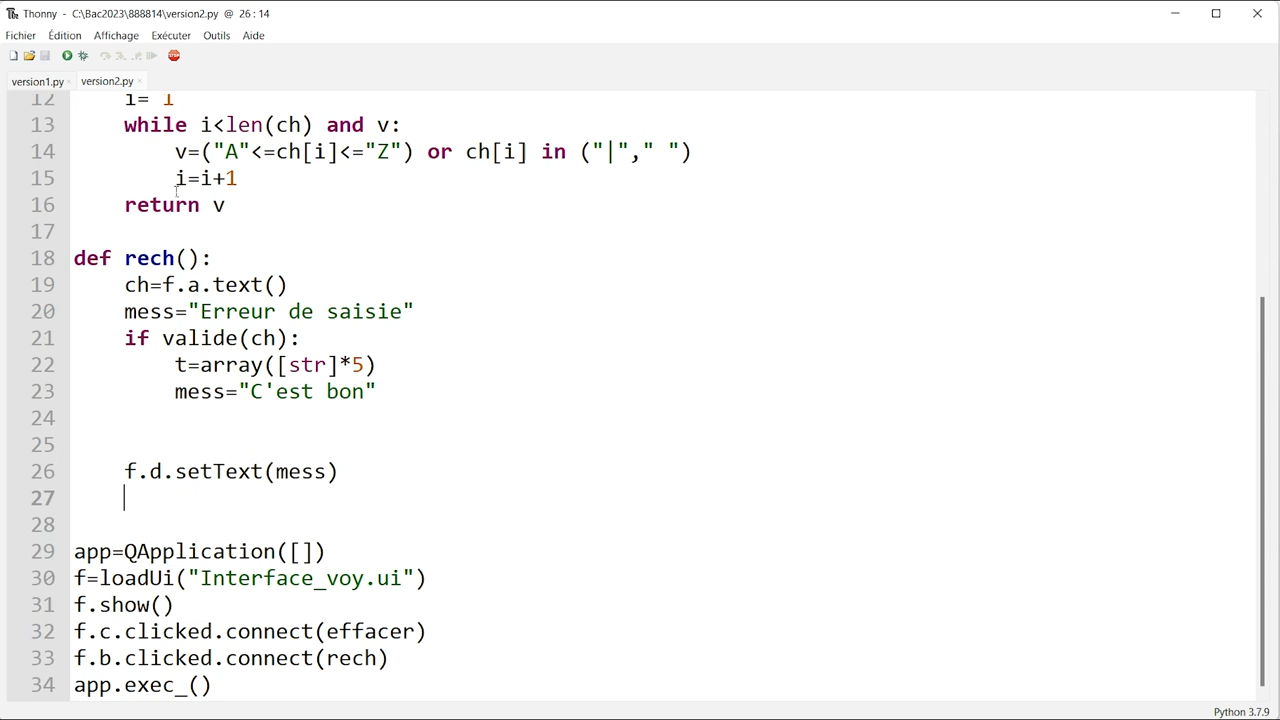 Thonny - C:\Bac2023\888814\version2.py @ 26 : 14
Fichier Édition Affichage Exécuter Outils Aide
version1.py × version2.py ×
12 i= 1
13 while i<len(ch) and v:
14 v=("A"<=ch[i]<="Z") or ch[i] in ("|"," ")
15 i=i+1
16 return v
17
18 def rech():
19 ch=f.a.text()
20 mess="Erreur de saisie"
21 if valide(ch):
22 t=array([str]*5)
23 mess="C'est bon"
24
25
26 f.d.setText(mess)
27
28
29 app=QApplication([])
30 f=loadUi("Interface_voy.ui")
31 f.show()
32 f.c.clicked.connect(effacer)
33 f.b.clicked.connect(rech)
34 app.exec_()
Python 3.7.9